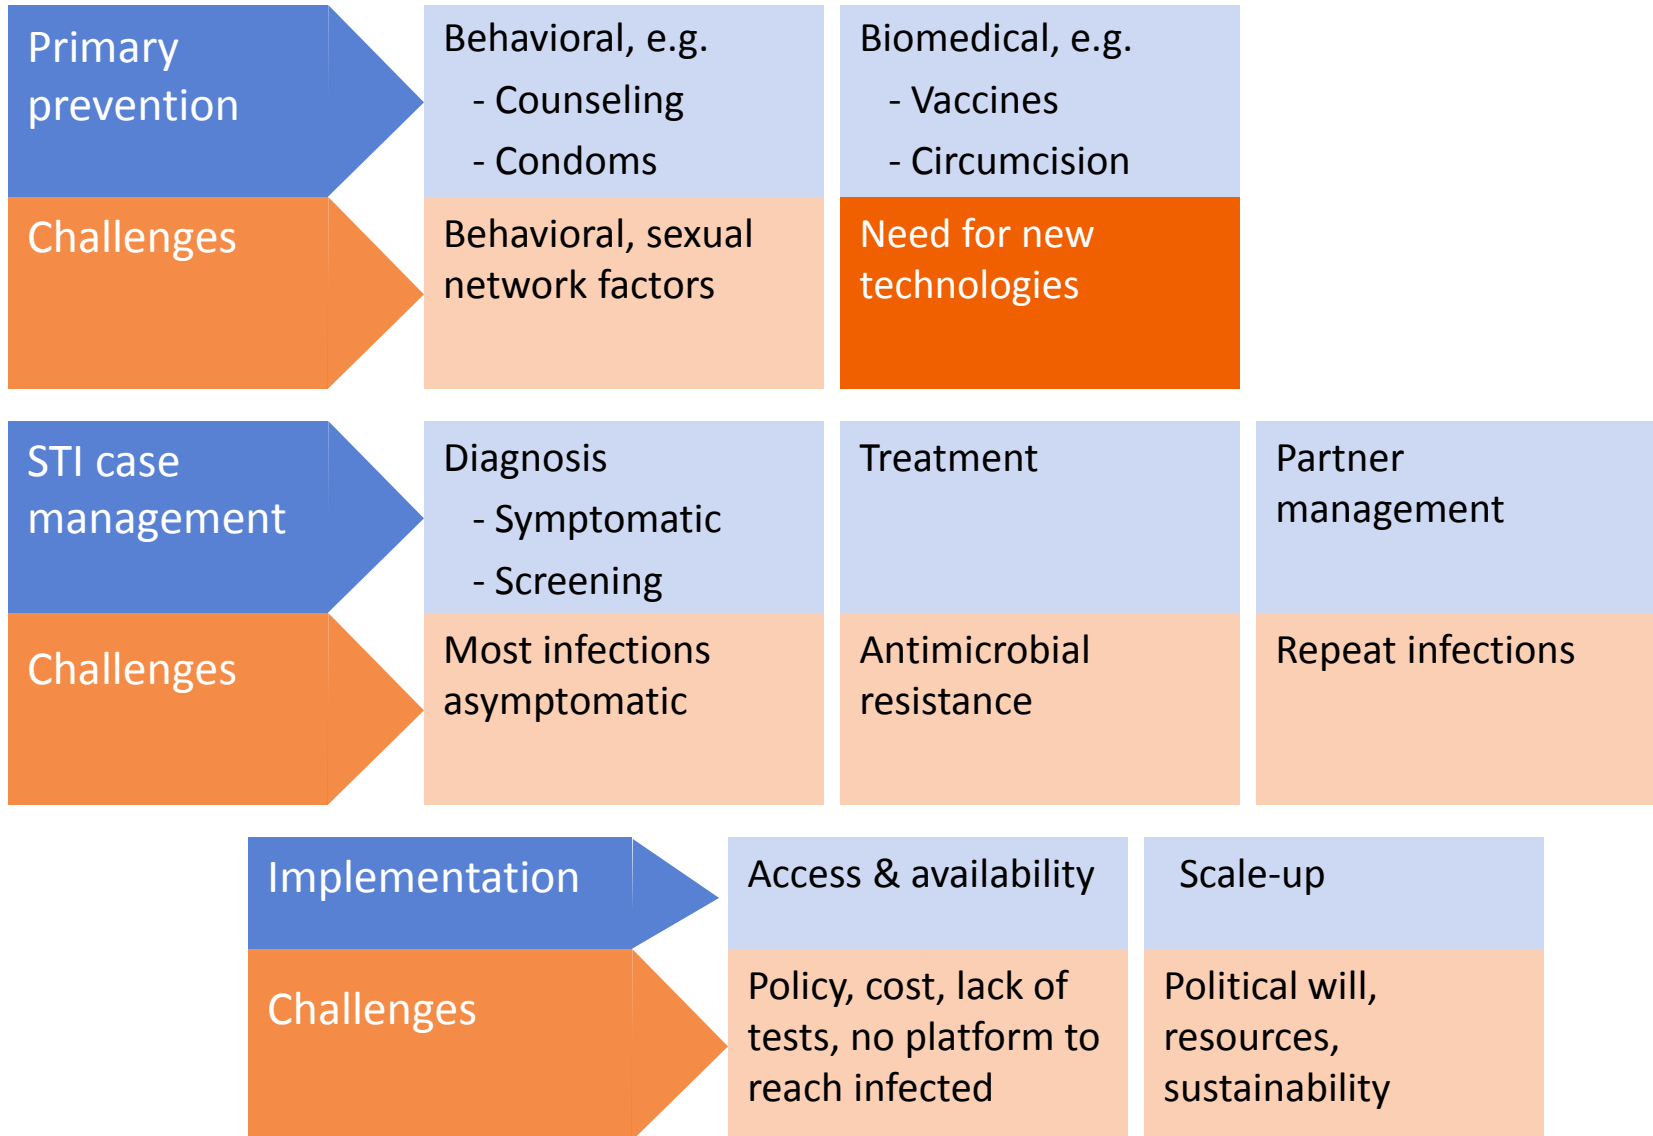 Primary
prevention
Behavioral, e.g.
- Counseling
- Condoms
Biomedical, e.g.
- Vaccines
- Circumcision
Challenges
Behavioral, sexual
network factors
Need for new
technologies
STI case
management
Diagnosis
- Symptomatic
- Screening
Treatment
Partner
management
Challenges
Most infections
asymptomatic
Antimicrobial
resistance
Repeat infections
Implementation
Access & availability
Scale-up
Challenges
Policy, cost, lack of
tests, no platform to
reach infected
Political will,
resources,
sustainability